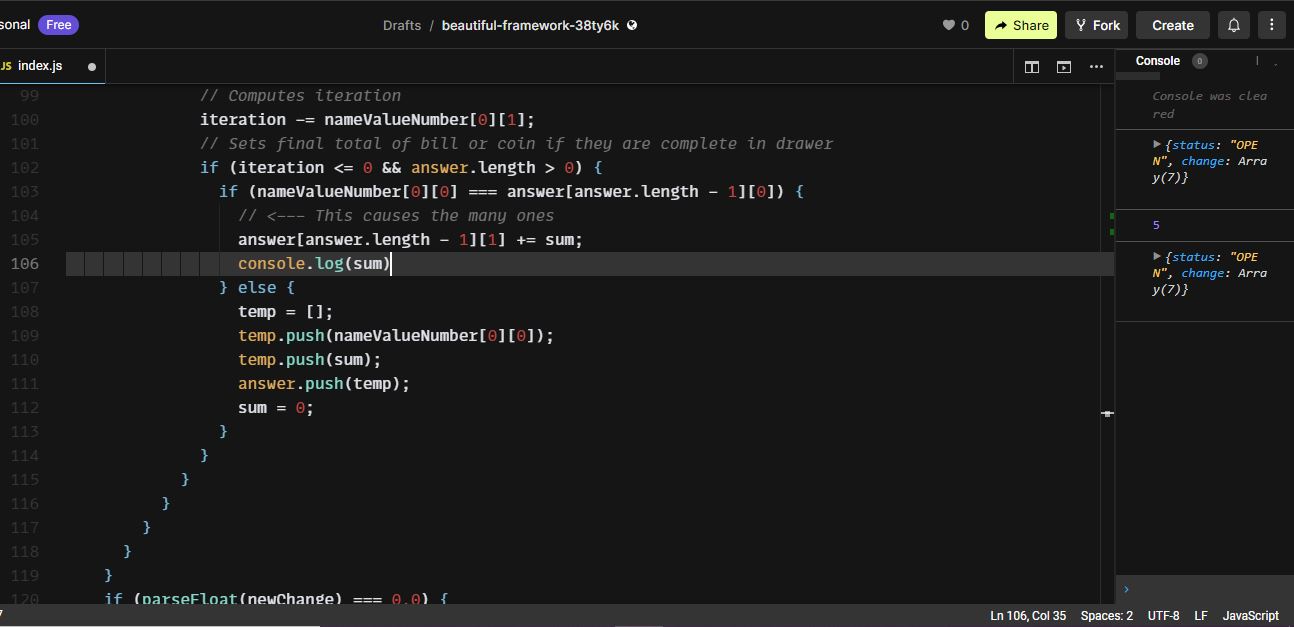 sonal Free Drafts / beautiful-framework-38ty6k 0 Share Fork Create
JS index.js
Console 0
99 // Computes iteration
100 iteration -= nameValueNumber[0][1];
101 // Sets final total of bill or coin if they are complete in drawer
102 if (iteration <= 0 && answer.length > 0) {
103 if (nameValueNumber[0][0] === answer[answer.length - 1][0]) {
104 // <--- This causes the many ones
105 answer[answer.length - 1][1] += sum;
106 console.log(sum)
107 } else {
108 temp = [];
109 temp.push(nameValueNumber[0][0]);
110 temp.push(sum);
111 answer.push(temp);
112 sum = 0;
113 }
114 }
115 }
116 }
117 }
118 }
119 }
120 if (parseFloat(newChange) === 0.0) {
Console was clea
red
{status: "OPE
N", change: Arra
y(7)}
5
{status: "OPE
N", change: Arra
y(7)}
›
Ln 106, Col 35 Spaces: 2 UTF-8 LF JavaScript